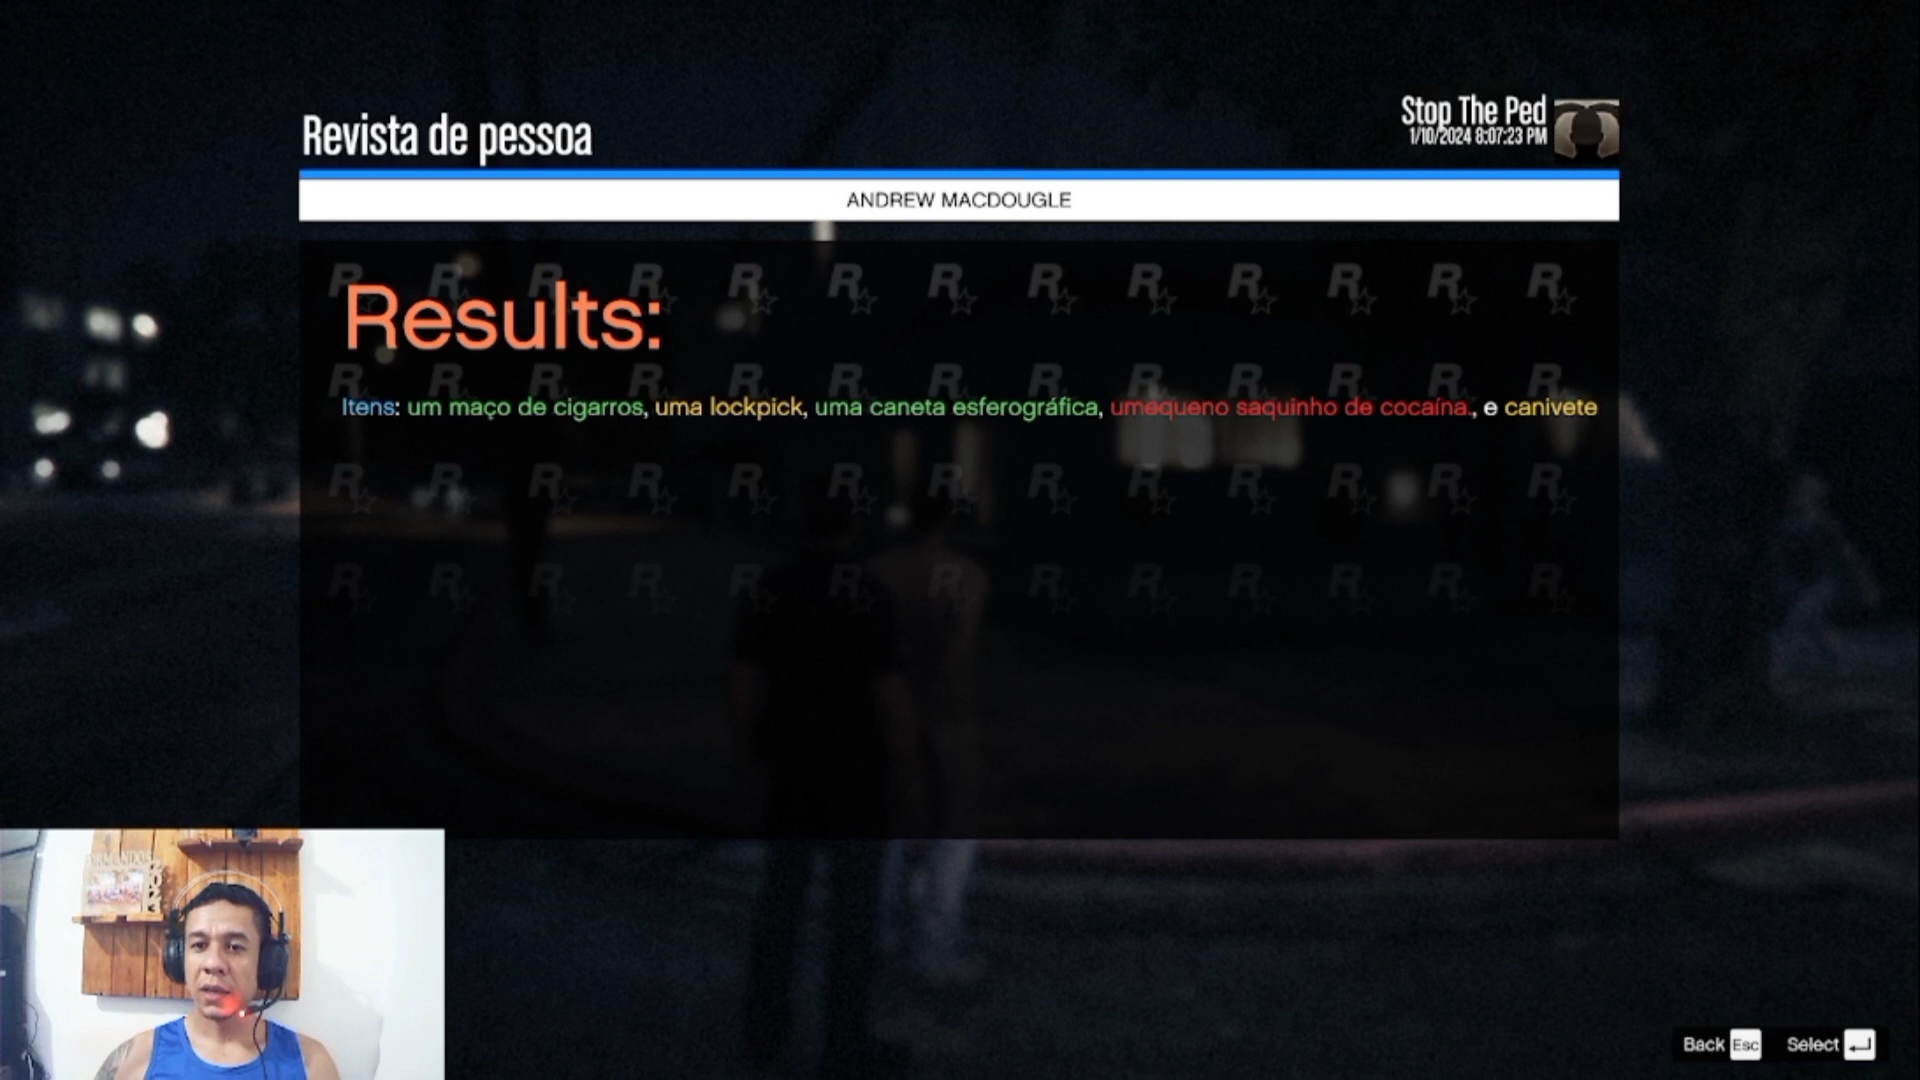 Revista de pessoa
Stop The Ped
1/10/2024 8:07:23 PM
ANDREW MACDOUGLE
Results:
Itens: um maço de cigarros, uma lockpick, uma caneta esferográfica, umequeno saquinho de cocaína., e canivete
Back Esc Select